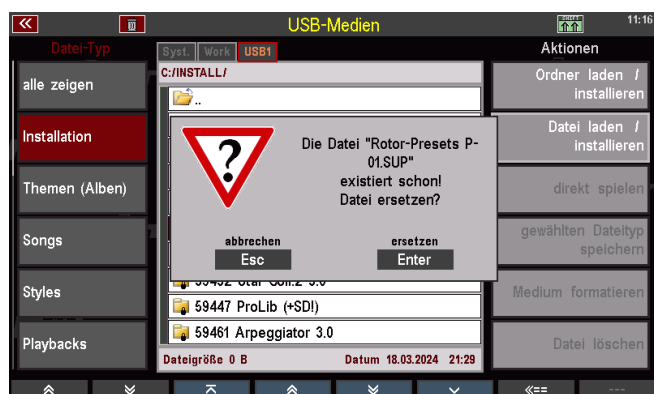 USB-Medien
11:16
Datei-Typ
Syst. Work USB1
Aktionen
C:/INSTALL/
alle zeigen
..
Ordner laden /
installieren
Installation
Die Datei "Rotor-Presets P-
01.SUP"
existiert schon!
Datei ersetzen?
Datei laden /
installieren
Themen (Alben)
direkt spielen
Songs
abbrechen
Esc
ersetzen
Enter
gewählten Dateityp
speichern
Styles
59447 ProLib (+SD!)
Medium formatieren
Playbacks
59461 Arpeggiator 3.0
Datei löschen
Dateigröße 0 B
Datum 18.03.2024 21:29
«==
---